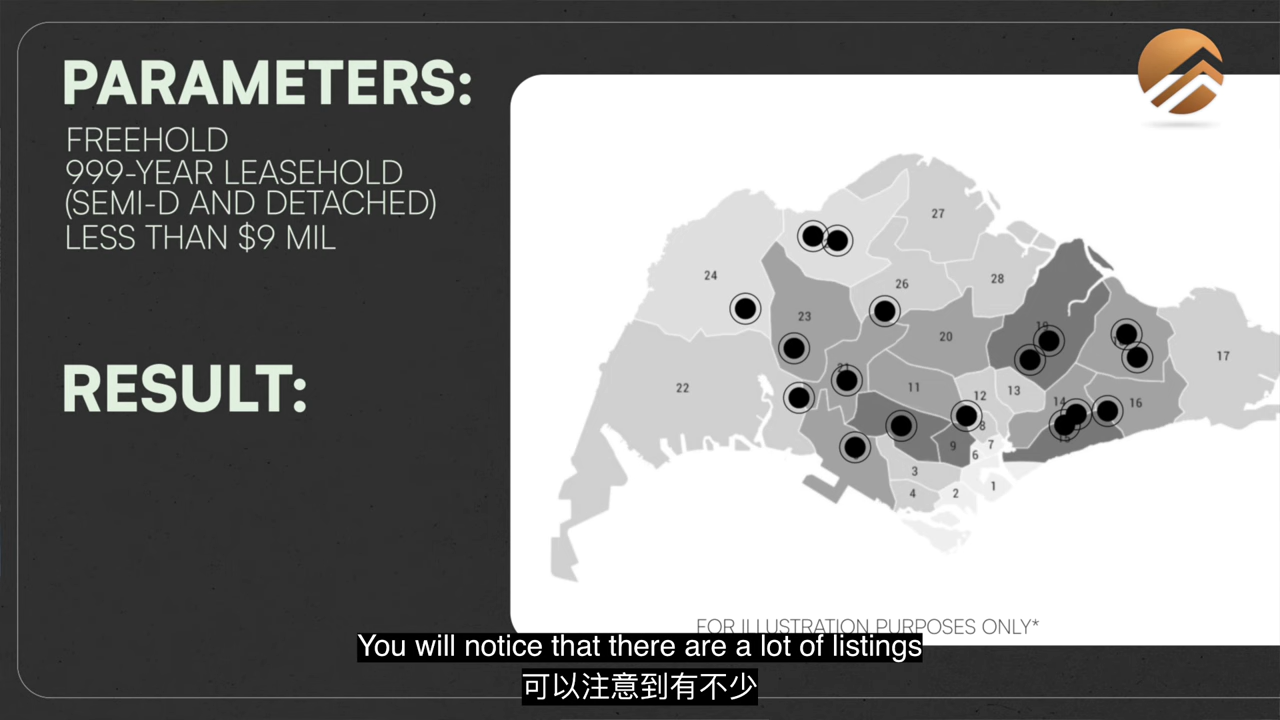 PARAMETERS:
FREEHOLD
999-YEAR LEASEHOLD
(SEMI-D AND DETACHED)
LESS THAN $9 MIL
RESULT:
27
24
26
28
23
19
20
17
22
21
11
12
13
14
16
8
15
9
7
6
3
4
2
1
FOR ILLUSTRATION PURPOSES ONLY*
You will notice that there are a lot of listings
可以注意到有不少